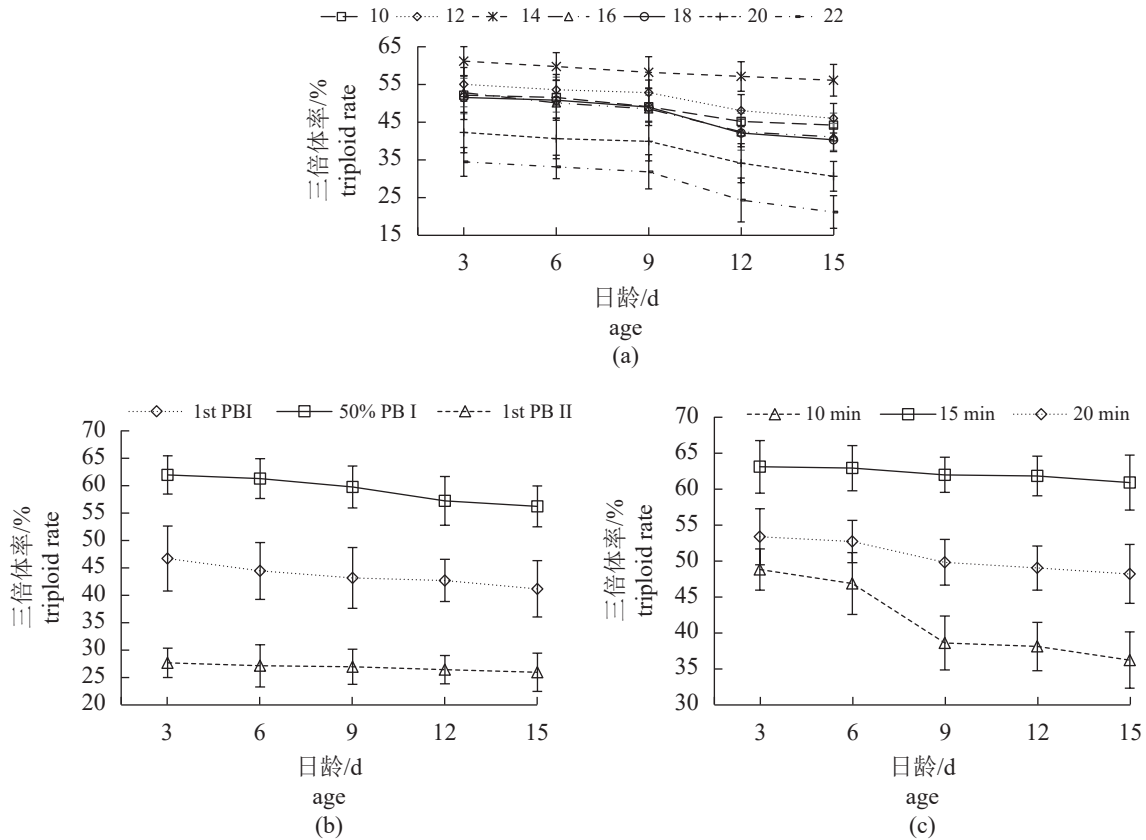 10 12 14 16 18 20 22
65
55
45
35
25
15
三倍体率/%
triploid rate
3 6 9 12 15
日龄/d
age
(a)
1st PBI 50% PB I 1st PB II
70
65
60
55
50
45
40
35
30
25
20
三倍体率/%
triploid rate
3 6 9 12 15
日龄/d
age
(b)
10 min 15 min 20 min
70
65
60
55
50
45
40
35
30
三倍体率/%
triploid rate
3 6 9 12 15
日龄/d
age
(c)